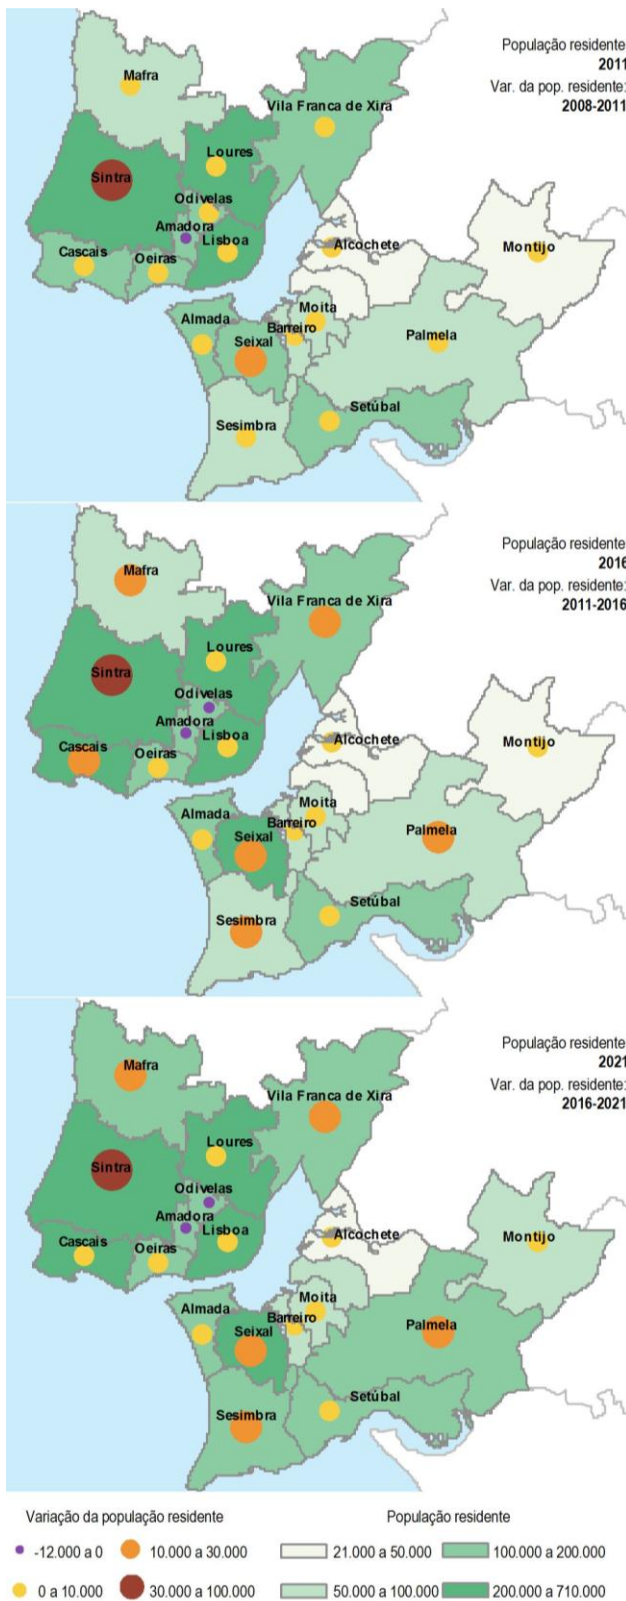 População residente:
2011
Var. da pop. residente:
2008-2011
Mafra
Vila Franca de Xira
Loures
Sintra
Odivelas
Amadora
Lisboa
Cascais
Oeiras
Alcochete
Montijo
Almada
Moita
Barreiro
Seixal
Palmela
Sesimbra
Setúbal
População residente:
2016
Var. da pop. residente:
2011-2016
Mafra
Vila Franca de Xira
Loures
Sintra
Odivelas
Amadora
Lisboa
Cascais
Oeiras
Alcochete
Montijo
Almada
Moita
Barreiro
Seixal
Palmela
Sesimbra
Setúbal
População residente:
2021
Var. da pop. residente:
2016-2021
Mafra
Vila Franca de Xira
Loures
Sintra
Odivelas
Amadora
Lisboa
Cascais
Oeiras
Alcochete
Montijo
Almada
Moita
Barreiro
Seixal
Palmela
Sesimbra
Setúbal
Variação da população residente
População residente
-12.000 a 0
10.000 a 30.000
21.000 a 50.000
100.000 a 200.000
0 a 10.000
30.000 a 100.000
50.000 a 100.000
200.000 a 710.000